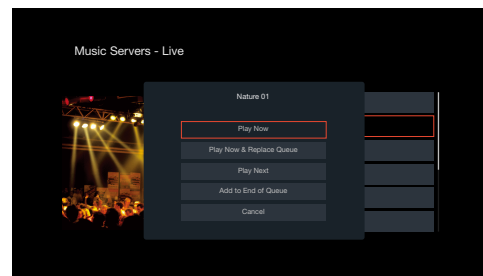 Music Servers - Live
Nature 01
Play Now
Play Now & Replace Queue
Play Next
Add to End of Queue
Cancel